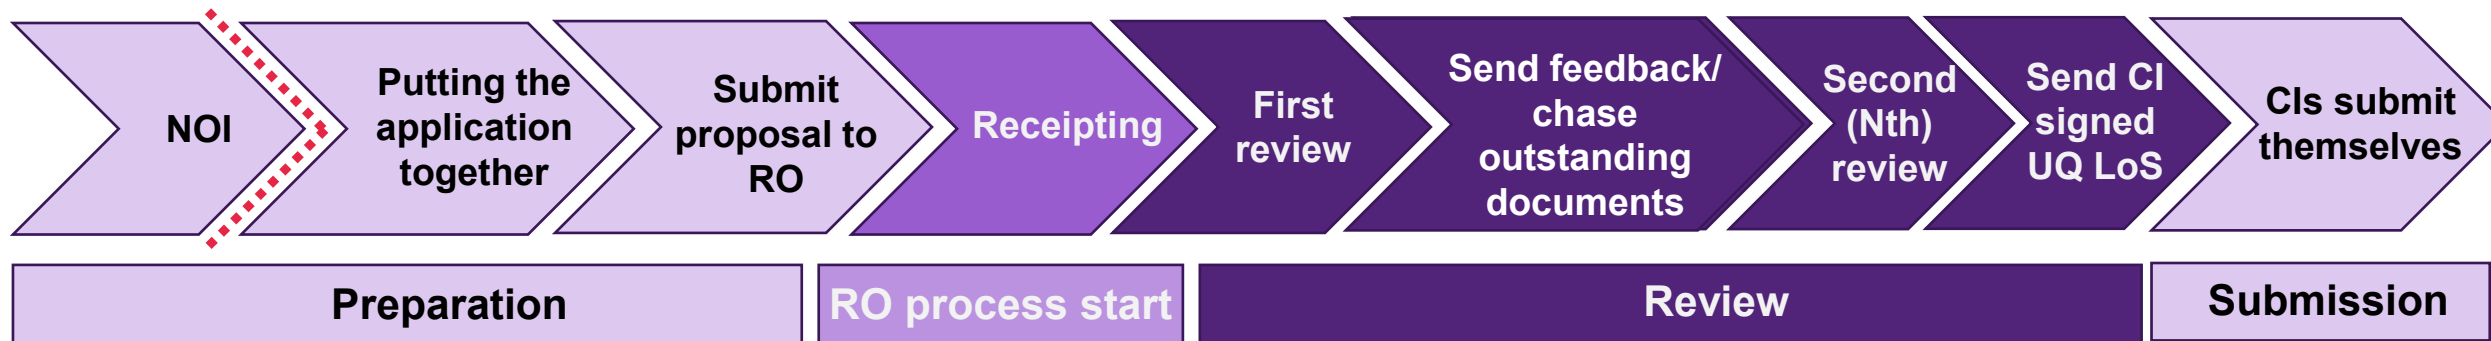 NOI
Putting the
application
together
Submit
proposal to
RO
Receipting
First
review
Send feedback/
chase
outstanding
documents
Second
(Nth)
review
Send CI
signed
UQ LoS
CIs submit
themselves
Preparation
RO process start
Review
Submission